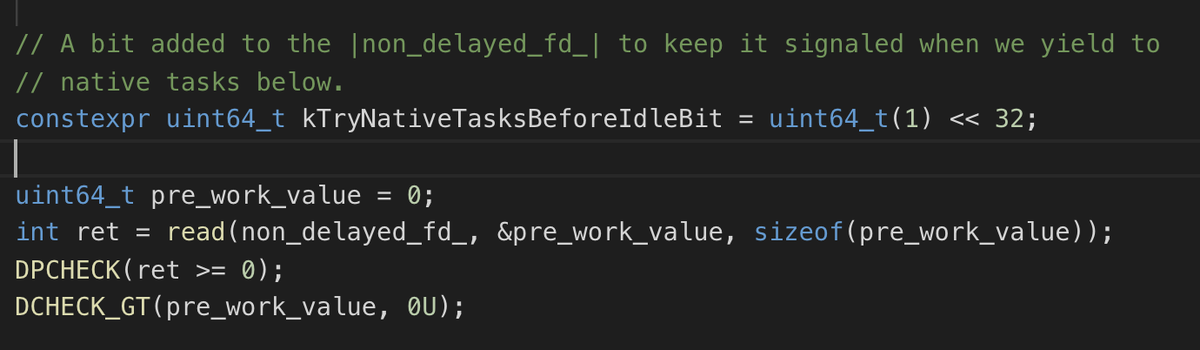 // A bit added to the |non_delayed_fd_| to keep it signaled when we yield to
// native tasks below.
constexpr uint64_t kTryNativeTasksBeforeIdleBit = uint64_t(1) << 32;
uint64_t pre_work_value = 0;
int ret = read(non_delayed_fd_, &pre_work_value, sizeof(pre_work_value));
DPCHECK(ret >= 0);
DCHECK_GT(pre_work_value, 0U);